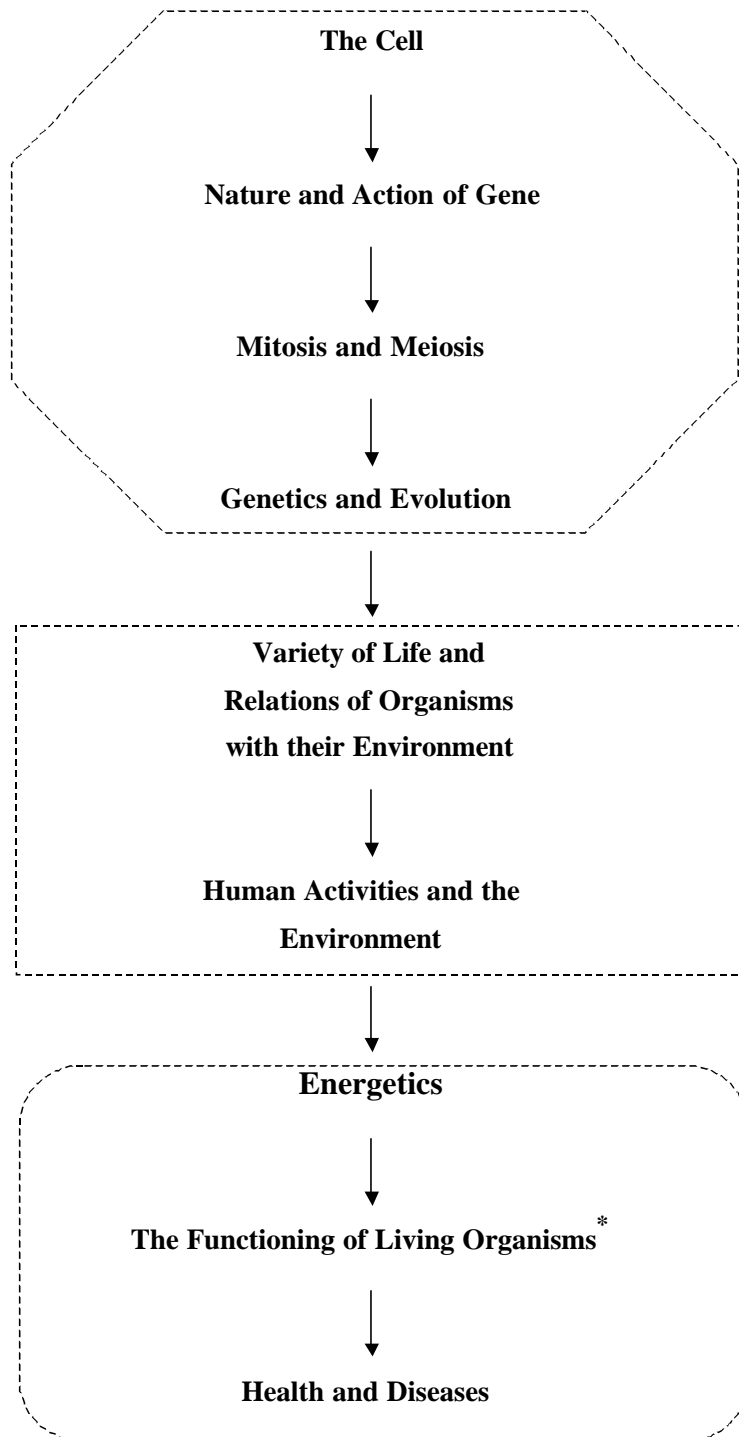 The Cell
Nature and Action of Gene
Mitosis and Meiosis
Genetics and Evolution
Variety of Life and
Relations of Organisms
with their Environment
Human Activities and the
Environment
Energetics
The Functioning of Living Organisms*
Health and Diseases